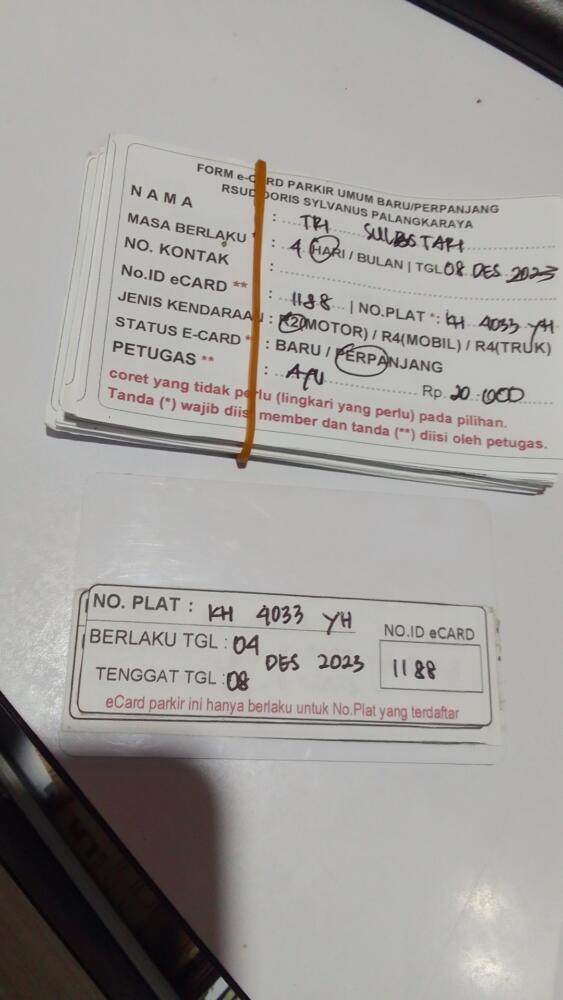 FORM e-CARD PARKIR UMUM BARU/PERPANJANG
RSUD DORIS SYLVANUS PALANGKARAYA
NAMA : TRI SULBSTARI
MASA BERLAKU * : 4 HARI / BULAN | TGL 08 DES 2023
NO. KONTAK :
No.ID eCARD ** : 1188 | NO.PLAT *: KH 4033 YH
JENIS KENDARAAN : (MOTOR) / R4(MOBIL) / R4(TRUK)
STATUS E-CARD * : BARU / PERPANJANG
PETUGAS ** : Rp. 20.000
coret yang tidak perlu (lingkari yang perlu) pada pilihan.
Tanda (*) wajib diisi member dan tanda (**) diisi oleh petugas.
NO. PLAT : KH 4033 YH
BERLAKU TGL : 04
DES 2023
TENGGAT TGL : 08
NO.ID eCARD
1188
eCard parkir ini hanya berlaku untuk No.Plat yang terdaftar